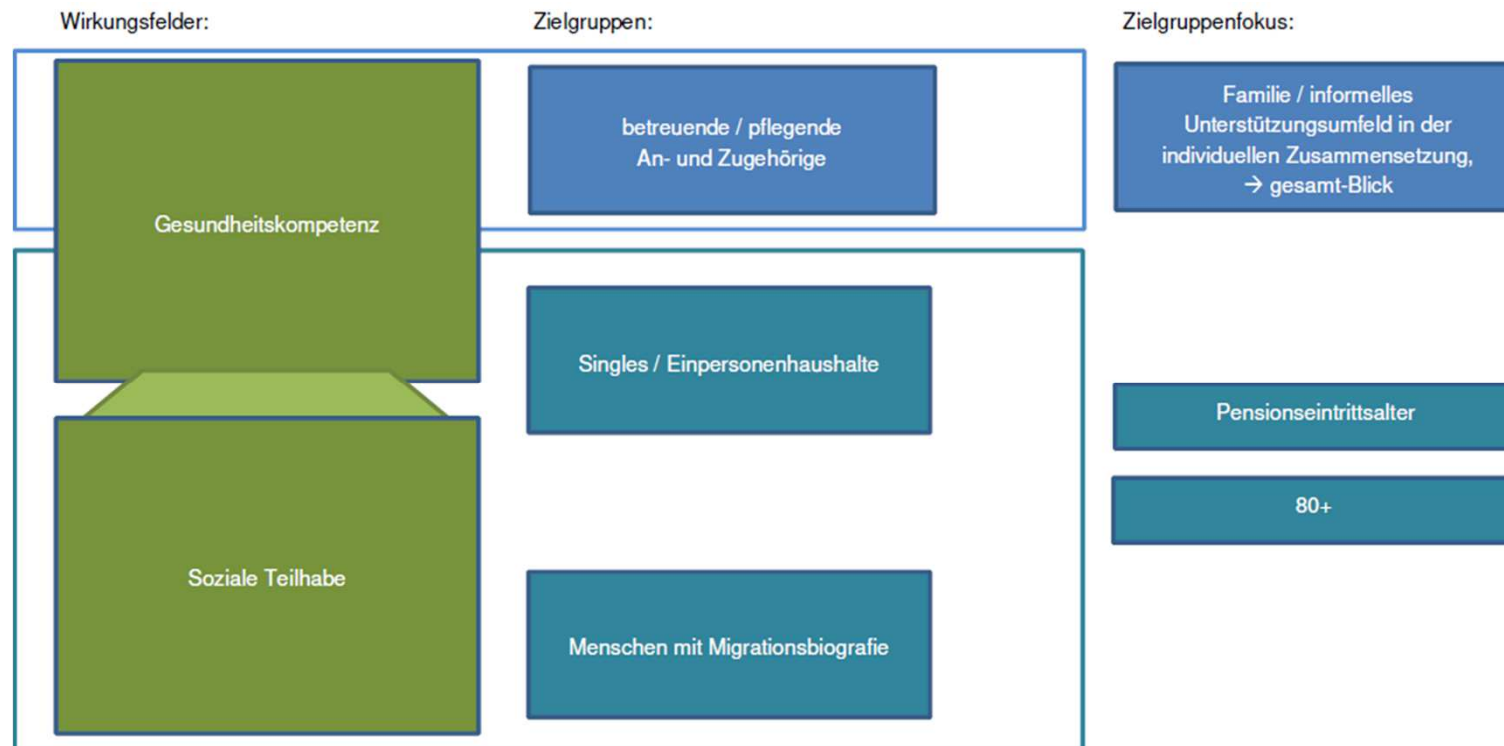 Wirkungsfelder:
Zielgruppen:
Zielgruppenfokus:
Gesundheitskompetenz
betreuende / pflegende
An- und Zugehörige
Familie / informelles
Unterstützungsumfeld in der
individuellen Zusammensetzung,
→ gesamt-Blick
Singles / Einpersonenhaushalte
Pensionseintrittsalter
80+
Soziale Teilhabe
Menschen mit Migrationsbiografie